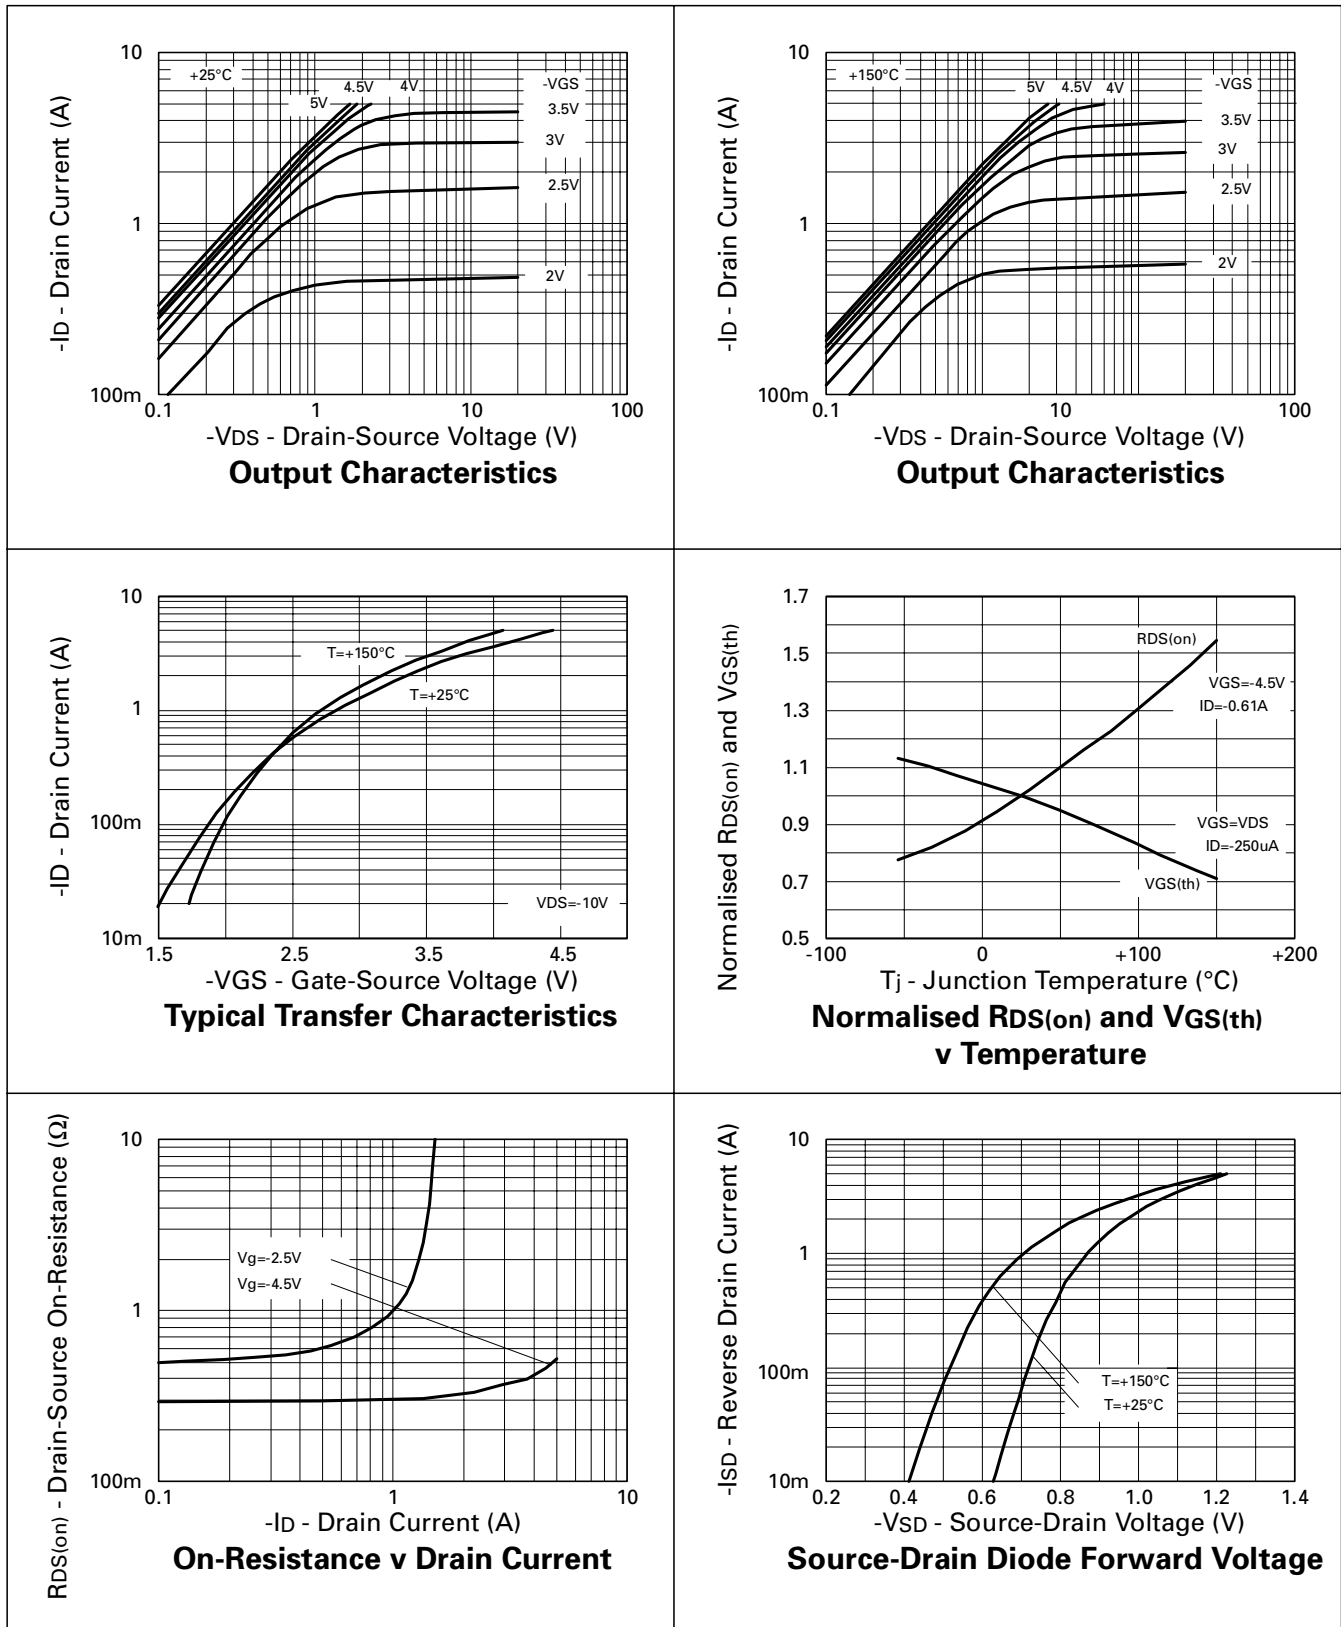 10
+25°C
4.5V
4V
-VGS
5V
3.5V
3V
2.5V
1
2V
100m
0.1
1
10
100
-ID - Drain Current (A)
-VDS - Drain-Source Voltage (V)
Output Characteristics
10
+150°C
5V
4.5V
4V
-VGS
3.5V
3V
2.5V
1
2V
100m
0.1
10
100
-ID - Drain Current (A)
-VDS - Drain-Source Voltage (V)
Output Characteristics
10
T=+150°C
T=+25°C
1
100m
VDS=-10V
10m
1.5
2.5
3.5
4.5
-ID - Drain Current (A)
-VGS - Gate-Source Voltage (V)
Typical Transfer Characteristics
1.7
RDS(on)
1.5
VGS=-4.5V
ID=-0.61A
1.3
1.1
VGS=VDS
ID=-250uA
0.9
VGS(th)
0.7
0.5
-100
0
+100
+200
Normalised RDS(on) and VGS(th)
Tj - Junction Temperature (°C)
Normalised RDS(on) and VGS(th)
v Temperature
10
Vg=-2.5V
Vg=-4.5V
1
100m
0.1
1
10
RDS(on) - Drain-Source On-Resistance (Ω)
-ID - Drain Current (A)
On-Resistance v Drain Current
10
1
100m
T=+150°C
T=+25°C
10m
0.2
0.4
0.6
0.8
1.0
1.2
1.4
-ISD - Reverse Drain Current (A)
-VSD - Source-Drain Voltage (V)
Source-Drain Diode Forward Voltage